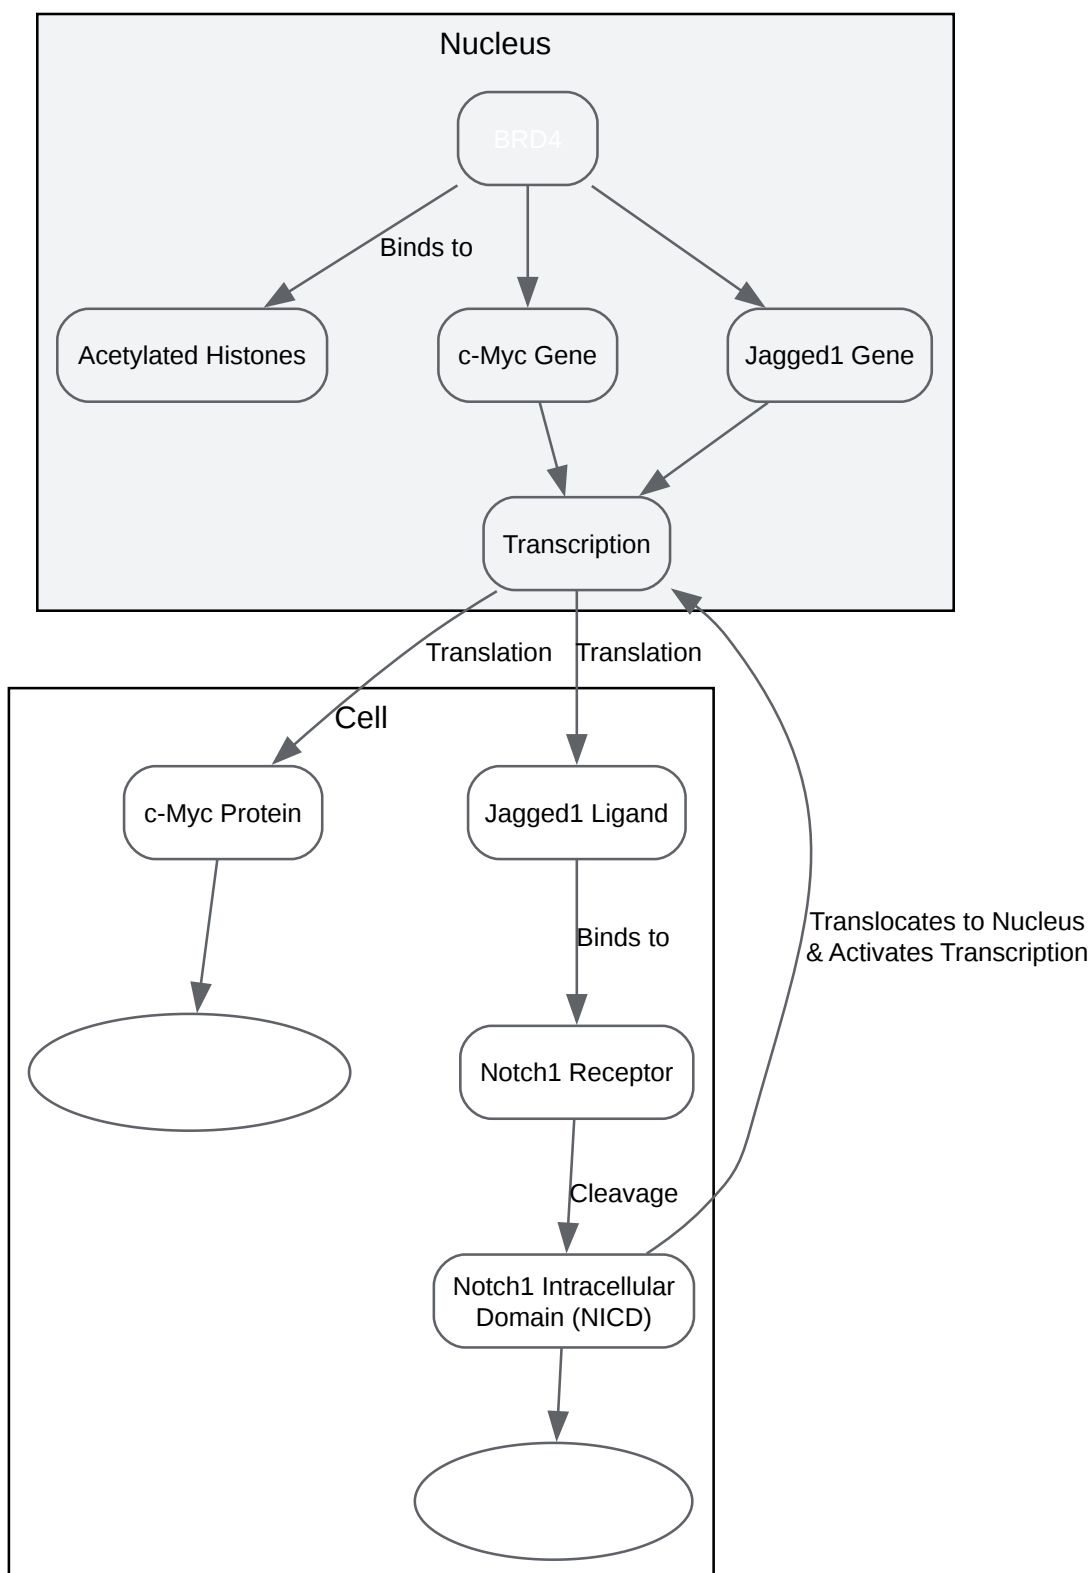 Nucleus
BRD4
Binds to
Acetylated Histones
c-Myc Gene
Jagged1 Gene
Transcription
Translation
Translation
Cell
c-Myc Protein
Jagged1 Ligand
Binds to
Translocates to Nucleus
& Activates Transcription
Notch1 Receptor
Cleavage
Notch1 Intracellular
Domain (NICD)